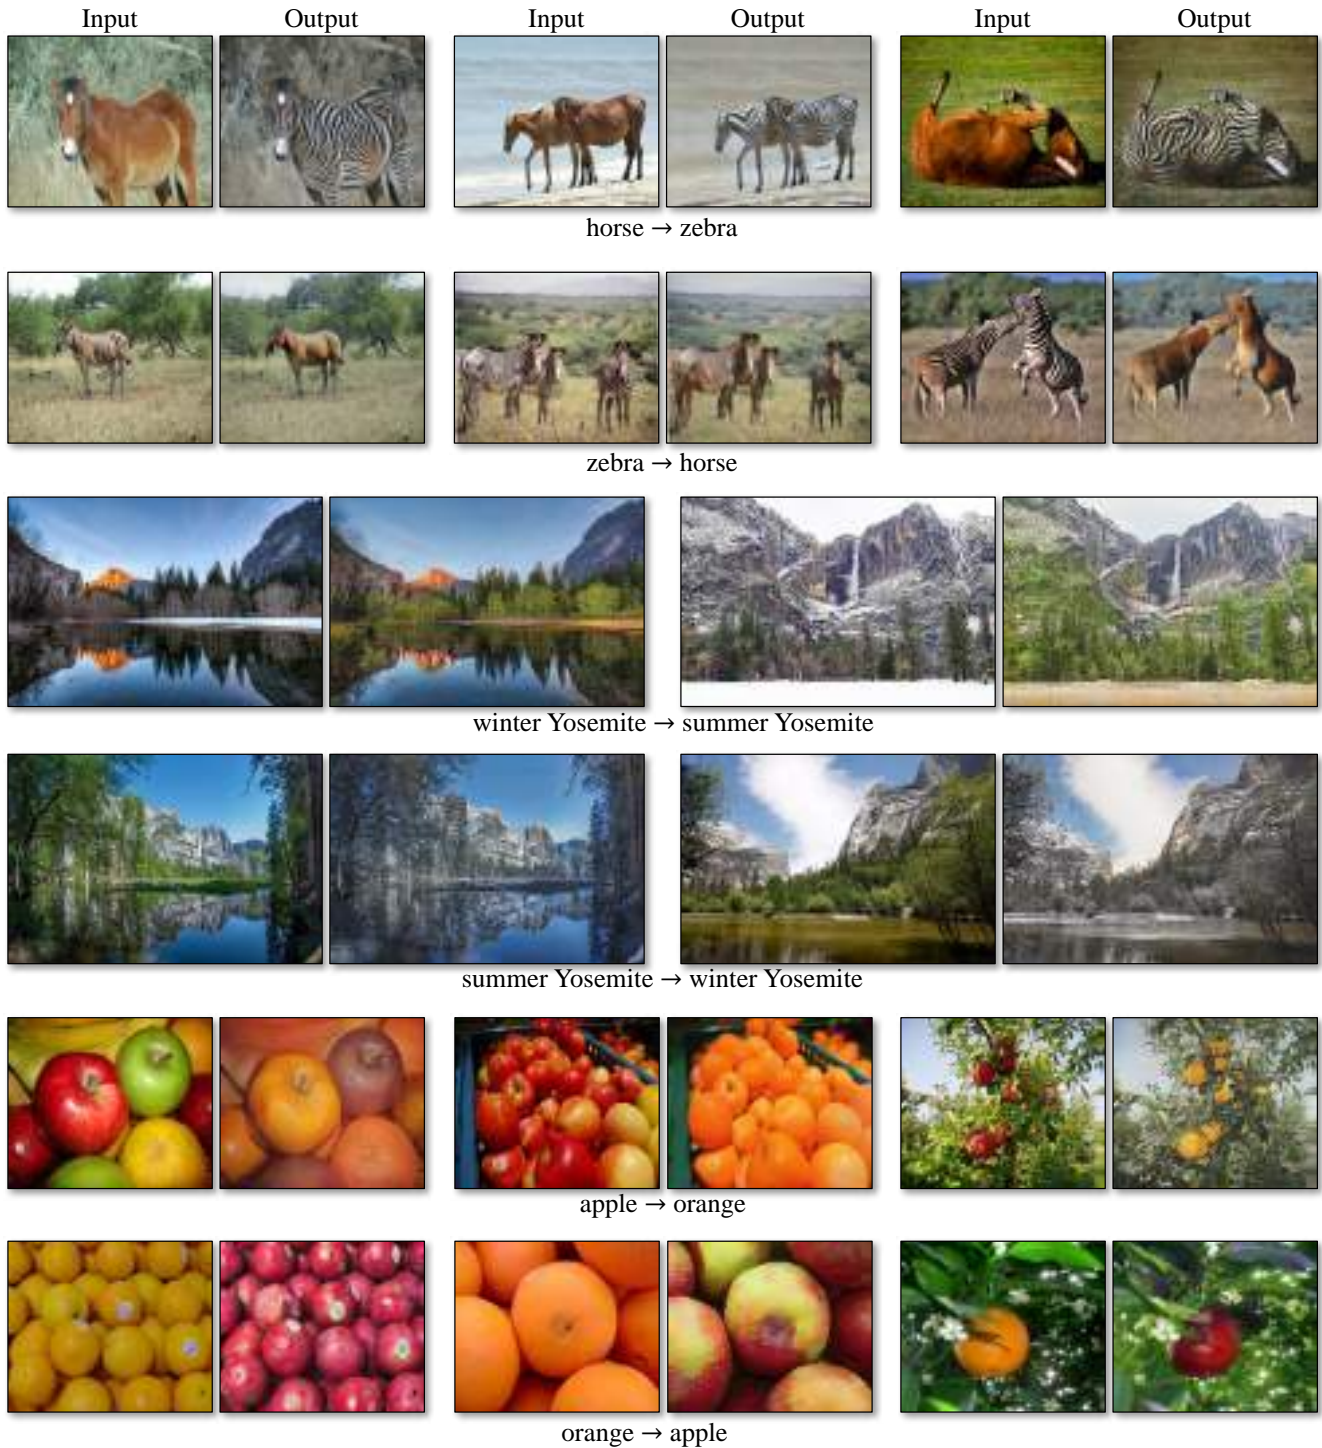 Input Output Input Output Input Output
horse → zebra
zebra → horse
winter Yosemite → summer Yosemite
summer Yosemite → winter Yosemite
apple → orange
orange → apple